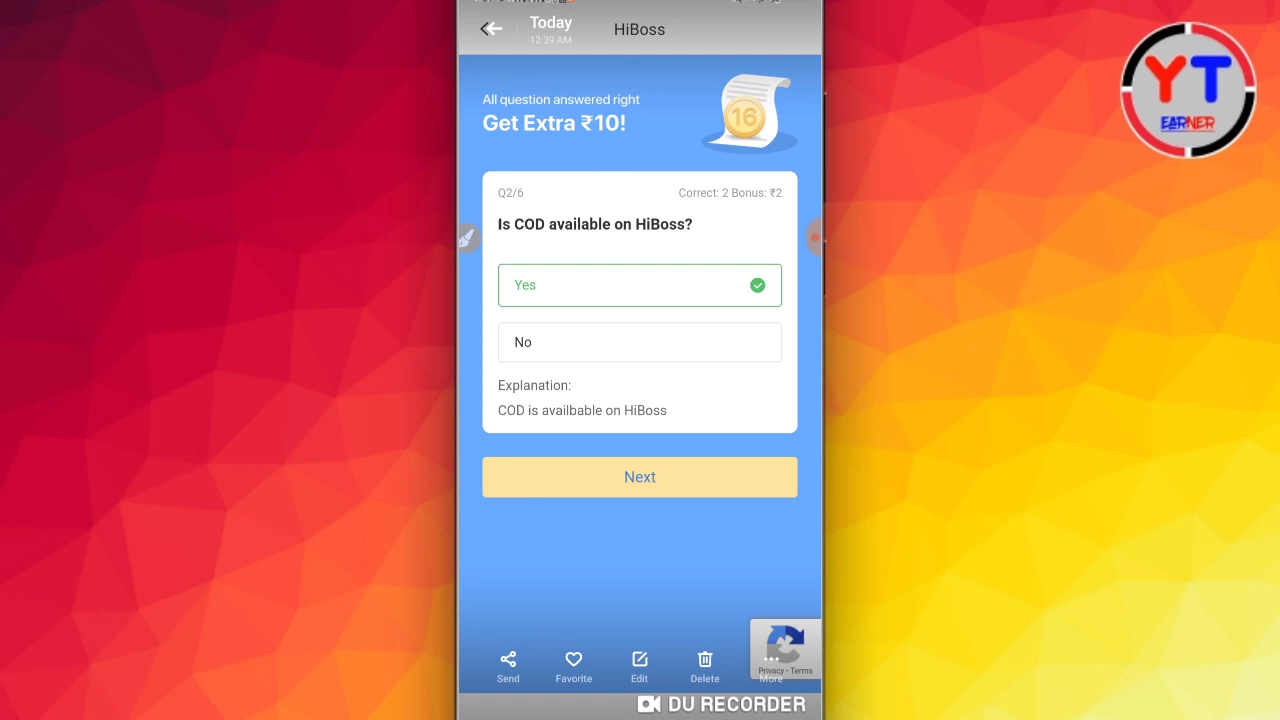 Today
12:39 AM
HiBoss
YT
EARNER
All question answered right
Get Extra ₹10!
16
Q2/6
Correct: 2 Bonus: ₹2
Is COD available on HiBoss?
Yes
No
Explanation:
COD is availbable on HiBoss
Next
Send
Favorite
Edit
Delete
More
Privacy - Terms
DU RECORDER